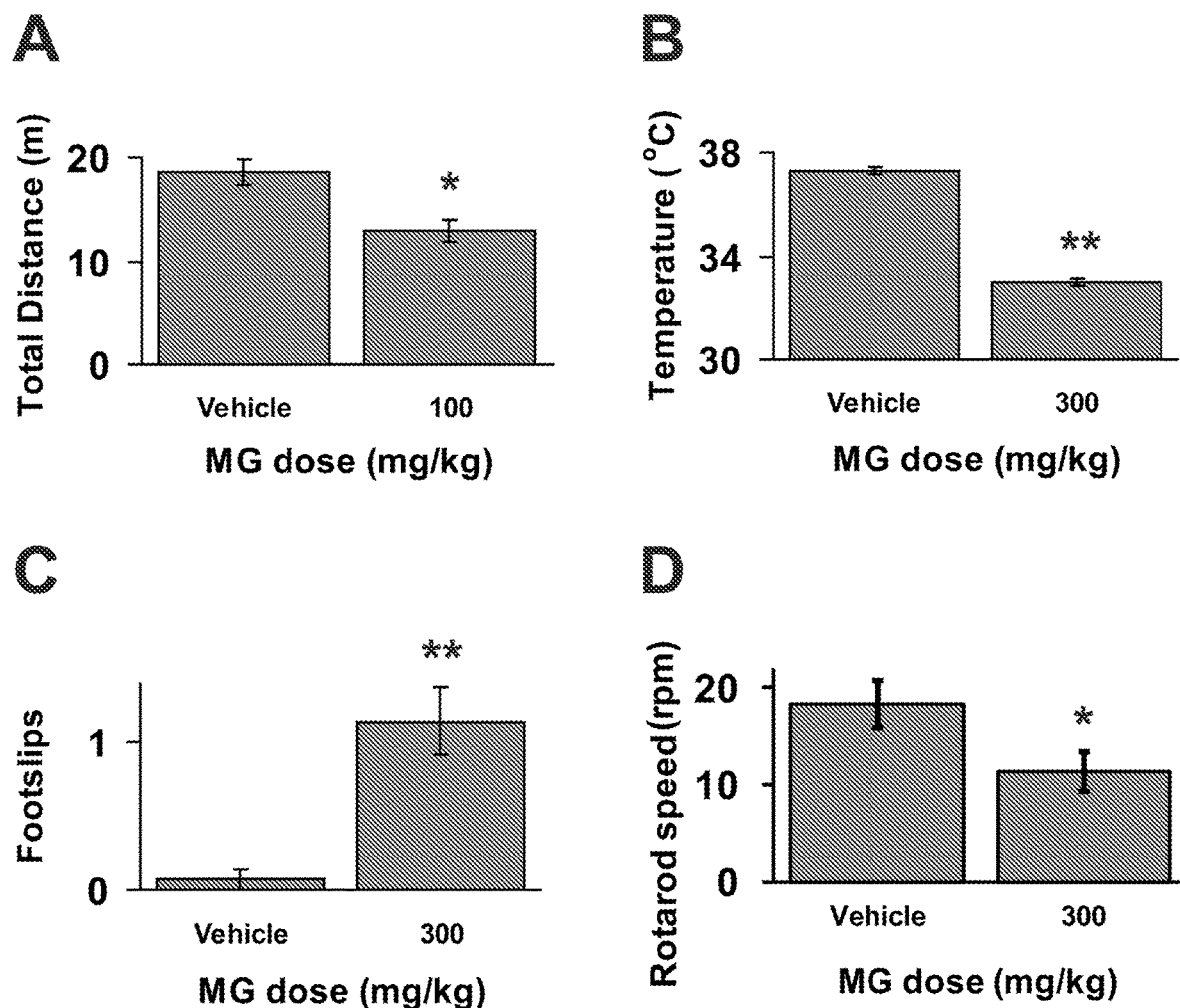 A
Total Distance (m)
20
10
0
*
Vehicle 100
MG dose (mg/kg)
B
Temperature (°C)
38
34
30
**
Vehicle 300
MG dose (mg/kg)
C
Footslips
1
0
**
Vehicle 300
MG dose (mg/kg)
D
Rotarod speed(rpm)
20
10
0
*
Vehicle 300
MG dose (mg/kg)